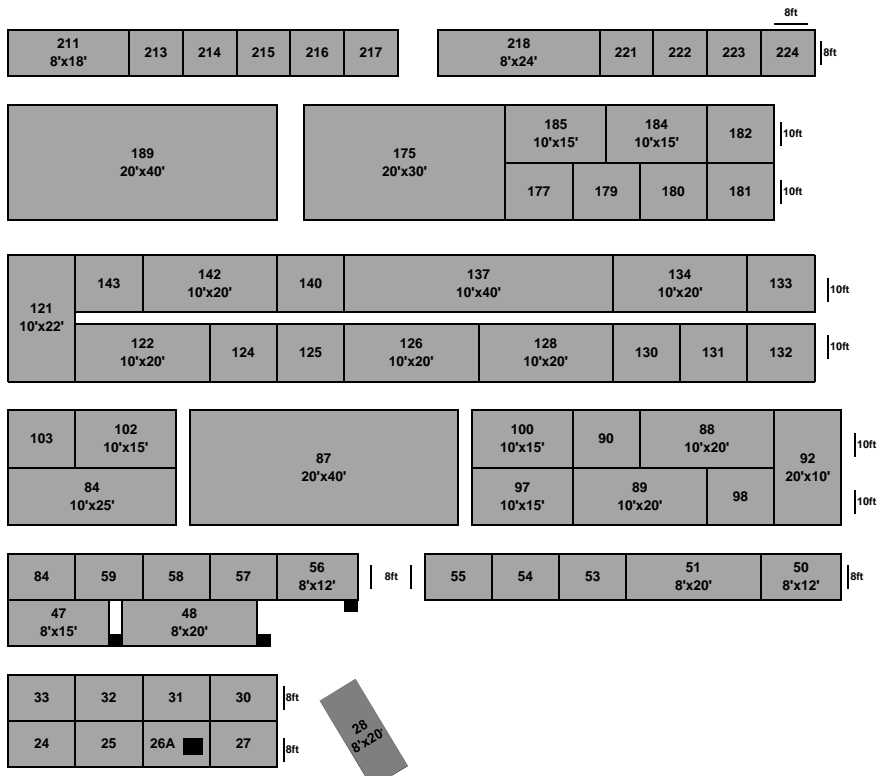 8ft
211
8'x18'
213
214
215
216
217
218
8'x24'
221
222
223
224
8ft
189
20'x40'
175
20'x30'
185
10'x15'
184
10'x15'
182
10ft
177
179
180
181
10ft
121
10'x22'
143
142
10'x20'
140
137
10'x40'
134
10'x20'
133
10ft
122
10'x20'
124
125
126
10'x20'
128
10'x20'
130
131
132
10ft
103
102
10'x15'
84
10'x25'
87
20'x40'
100
10'x15'
90
88
10'x20'
92
20'x10'
10ft
97
10'x15'
89
10'x20'
98
10ft
84
59
58
57
56
8'x12'
8ft
55
54
53
51
8'x20'
50
8'x12'
8ft
47
8'x15'
48
8'x20'
33
32
31
30
8ft
24
25
26A
27
8ft
28
8'x20'